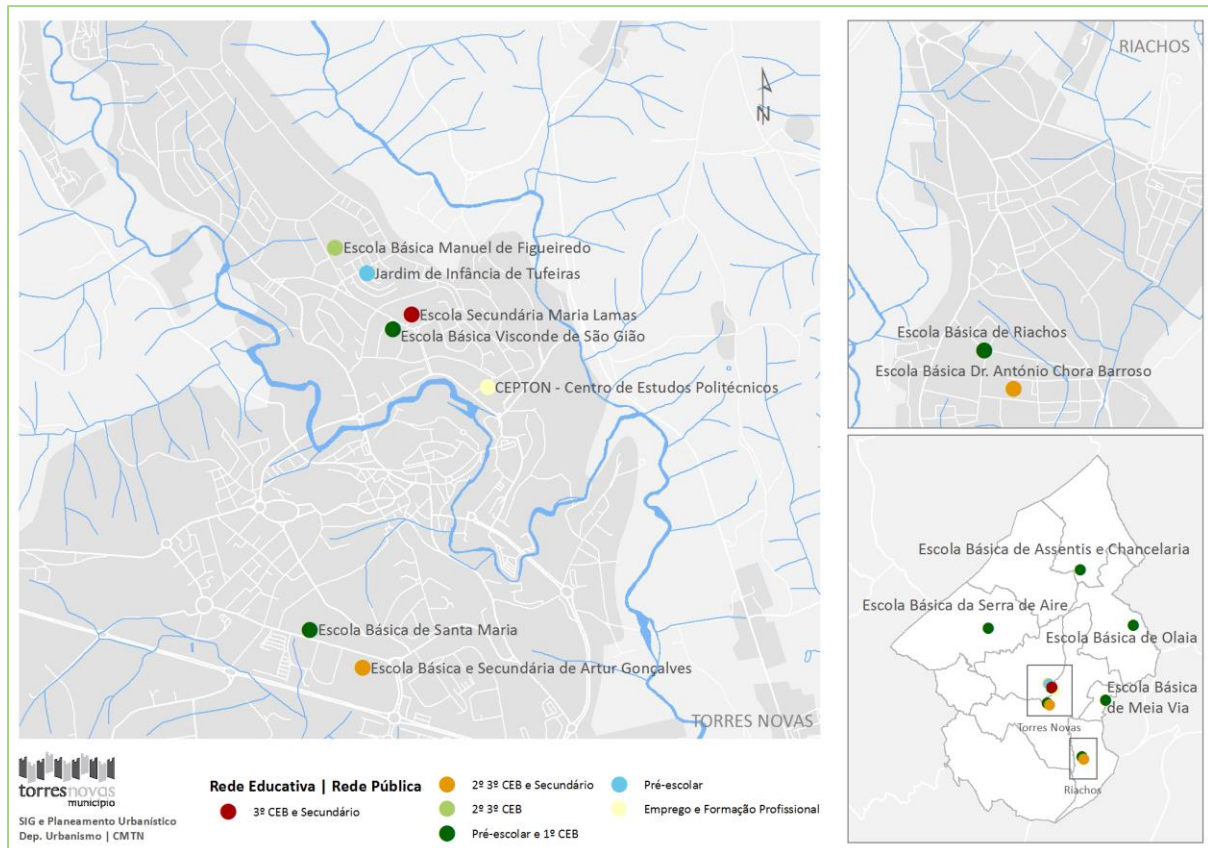 RIACHOS
N
Escola Básica Manuel de Figueiredo
Jardim de Infância de Tufeiras
Escola Secundária Maria Lamas
Escola Básica Visconde de São Gião
CEPTON - Centro de Estudos Politécnicos
Escola Básica de Santa Maria
Escola Básica e Secundária de Artur Gonçalves
TORRES NOVAS
Escola Básica de Riachos
Escola Básica Dr. António Chora Barroso
Escola Básica de Assentis e Chancelaria
Escola Básica da Serra de Aire
Escola Básica de Olaia
Escola Básica
de Meia Via
Torres Novas
Riachos
torresnovas
município
SIG e Planeamento Urbanístico
Dep. Urbanismo | CMTN
Rede Educativa | Rede Pública
3º CEB e Secundário
2º 3º CEB e Secundário
2º 3º CEB
Pré-escolar e 1º CEB
Pré-escolar
Emprego e Formação Profissional